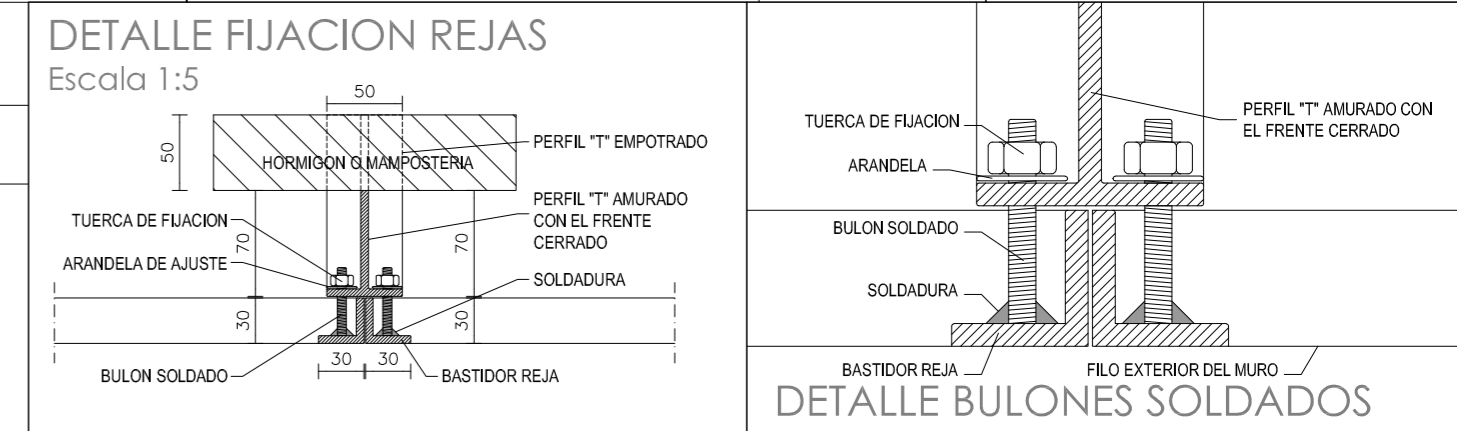 DETALLE FIJACION REJAS
Escala 1:5
50
50
HORMIGON O MAMPOSTERIA
PERFIL "T" EMPOTRADO
PERFIL "T" AMURADO
CON EL FRENTE
CERRADO
TUERCA DE FIJACION
70
70
ARANDELA DE AJUSTE
SOLDADURA
30
30
30
30
BULON SOLDADO
BASTIDOR REJA
TUERCA DE FIJACION
PERFIL "T" AMURADO CON
EL FRENTE CERRADO
ARANDELA
BULON SOLDADO
SOLDADURA
BASTIDOR REJA
FILO EXTERIOR DEL MURO
DETALLE BULONES SOLDADOS